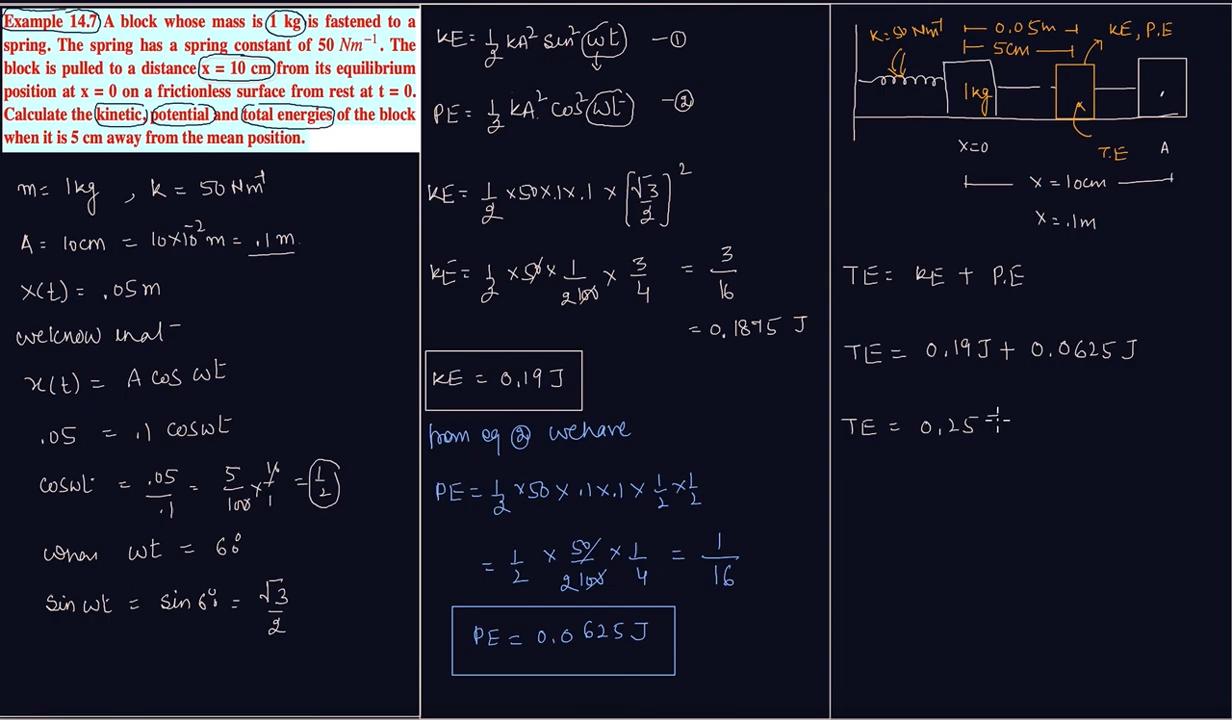 Example 14.7 A block whose mass is 1 kg is fastened to a
spring. The spring has a spring constant of 50 Nm⁻¹. The
block is pulled to a distance x = 10 cm from its equilibrium
position at x = 0 on a frictionless surface from rest at t = 0.
Calculate the kinetic, potential and total energies of the block
when it is 5 cm away from the mean position.
m = 1kg , k = 50 Nm⁻¹
A = 10cm = 10×10⁻² m = .1 m.
x(t) = .05m
we know that
x(t) = A cos ωt
.05 = .1 cos ωt
cos ωt = .05/.1 = 5/100 × 10/1 = 1/2
when ωt = 60°
sin ωt = sin 60° = √3/2
KE = 1/2 kA² sin² (ωt) — ①
PE = 1/2 kA² cos² (ωt) — ②
KE = 1/2 × 50 × .1 × .1 × [√3/2]²
KE = 1/2 × 50 × 1/2 100 × 3/4 = 3/16
= 0.1875 J
KE = 0.19 J
from eq ② we have
PE = 1/2 × 50 × .1 × .1 × 1/2 × 1/2
= 1/2 × 50/2 100 × 1/4 = 1/16
PE = 0.0625 J
K = 50 Nm⁻¹
0.05m
5cm
KE, P.E
1kg
x=0
T.E
A
x = 10cm
x = .1m
TE = KE + P.E
TE = 0.19 J + 0.0625 J
TE = 0.25